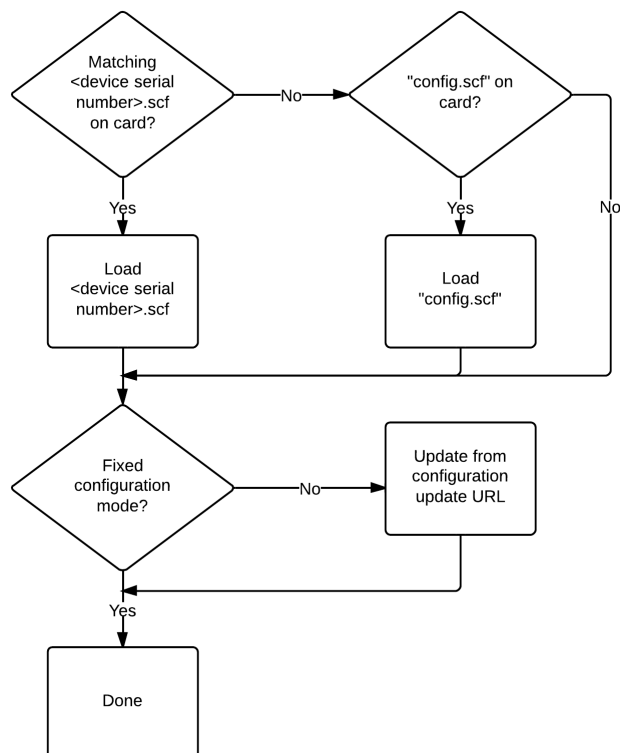 Matching
<device serial
number>.scf
on card?
No
"config.scf" on
card?
Yes
Yes
No
Load
<device serial
number>.scf
Load
"config.scf"
Fixed
configuration
mode?
No
Update from
configuration
update URL
Yes
Done